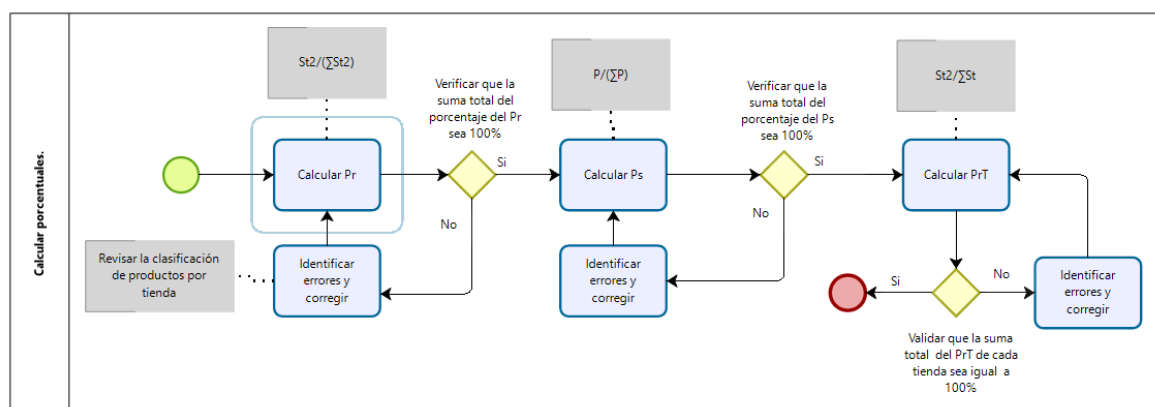 Calcular porcentuales.
St2/(∑St2)
Calcular Pr
Verificar que la
suma total del
porcentaje del Pr
sea 100%
Si
No
Identificar
errores y
corregir
Revisar la clasificación
de productos por
tienda
P/(∑P)
Calcular Ps
Verificar que la
suma total del
porcentaje del Ps
sea 100%
Si
No
Identificar
errores y
corregir
St2/∑St
Calcular PrT
Si
No
Identificar
errores y
corregir
Validar que la suma
total del PrT de cada
tienda sea igual a
100%